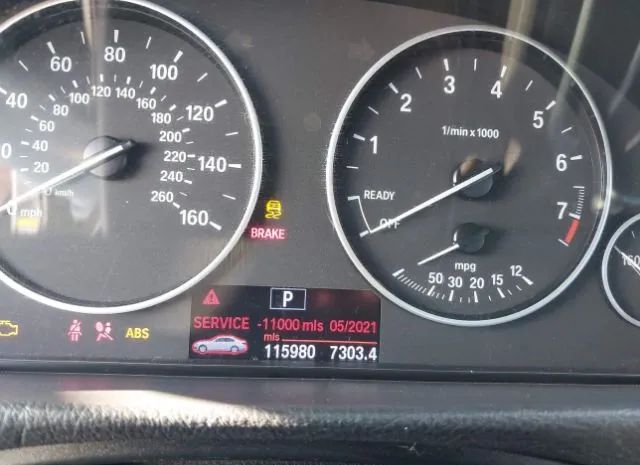 40 60 80 100 120 140 160
20 40 60 80 100 120 140 160 180 200 220 240 260
km/h
mph
1 2 3 4 5 6 7
1/min x 1000
READY
OFF
mpg
50 30 20 15 12
160
BRAKE
ABS
P
SERVICE -11000 mls 05/2021
mls
115980 7303.4